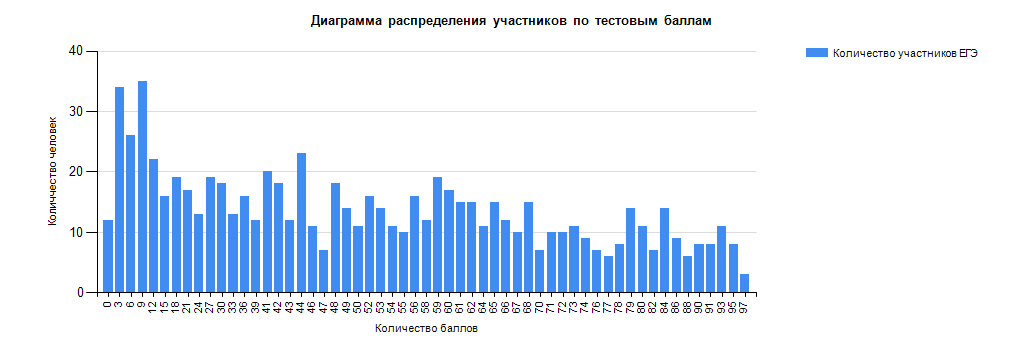 Диаграмма распределения участников по тестовым баллам
Количество участников ЕГЭ
Количчество человек
40
30
20
10
0
0 3 6 9 12 15 18 21 24 27 30 33 36 39 41 42 43 44 46 47 48 49 50 52 53 54 55 56 58 59 60 61 62 64 65 66 67 68 70 71 72 73 74 76 77 78 79 80 82 84 86 88 90 91 93 95 97
Количество баллов